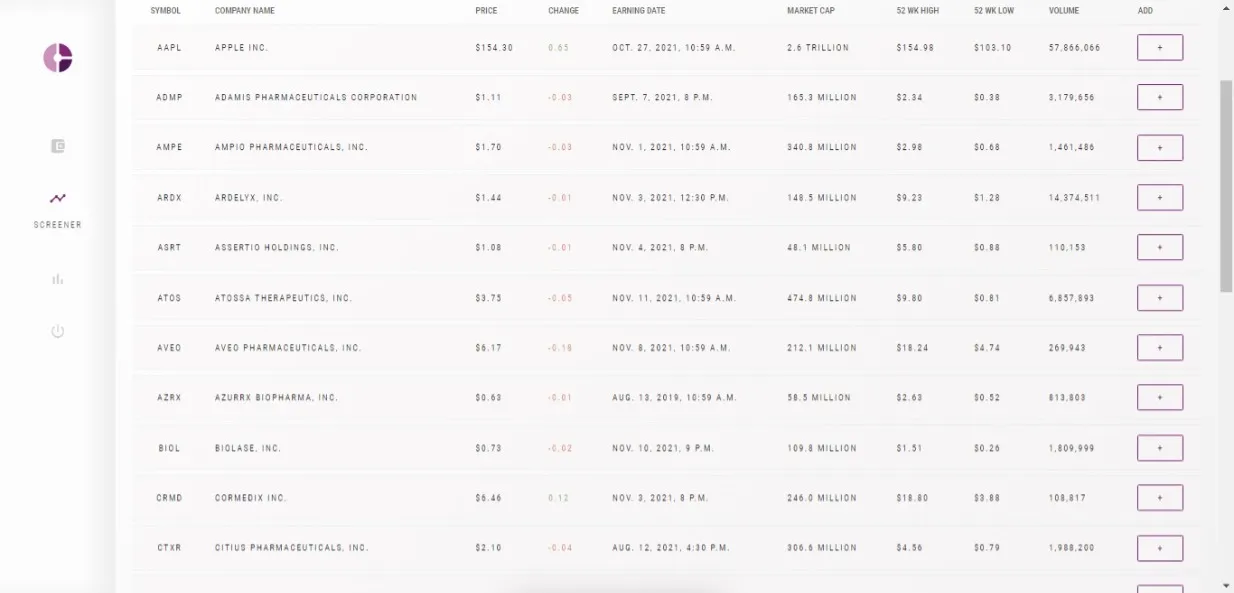 SYMBOL COMPANY NAME PRICE CHANGE EARNING DATE MARKET CAP 52 WK HIGH 52 WK LOW VOLUME ADD
AAPL APPLE INC. $154.30 0.65 OCT. 27, 2021, 10:59 A.M. 2.6 TRILLION $154.98 $103.10 57,866,066 +
ADMP ADAMIS PHARMACEUTICALS CORPORATION $1.11 -0.03 SEPT. 7, 2021, 8 P.M. 165.3 MILLION $2.34 $0.38 3,179,656 +
AMPE AMPIO PHARMACEUTICALS, INC. $1.70 -0.03 NOV. 1, 2021, 10:59 A.M. 340.8 MILLION $2.98 $0.68 1,461,486 +
ARDX ARDELYX, INC. $1.44 -0.01 NOV. 3, 2021, 12:30 P.M. 148.5 MILLION $9.23 $1.28 14,374,511 +
SCREENER
ASRT ASSERTIO HOLDINGS, INC. $1.08 -0.01 NOV. 4, 2021, 8 P.M. 48.1 MILLION $5.80 $0.88 110,153 +
ATOS ATOSSA THERAPEUTICS, INC. $3.75 -0.05 NOV. 11, 2021, 10:59 A.M. 474.8 MILLION $9.80 $0.81 6,857,893 +
AVEO AVEO PHARMACEUTICALS, INC. $6.17 -0.16 NOV. 8, 2021, 10:59 A.M. 212.1 MILLION $18.24 $4.74 269,943 +
AZRX AZURRX BIOPHARMA, INC. $0.63 -0.01 AUG. 13, 2019, 10:59 A.M. 58.5 MILLION $2.63 $0.52 813,803 +
BIOL BIOLASE, INC. $0.73 -0.02 NOV. 10, 2021, 9 P.M. 109.8 MILLION $1.51 $0.26 1,809,999 +
CRMD CORMEDIX INC. $6.46 0.12 NOV. 3, 2021, 8 P.M. 246.0 MILLION $18.80 $3.88 108,817 +
CTXR CITIUS PHARMACEUTICALS, INC. $2.10 -0.04 AUG. 12, 2021, 4:30 P.M. 306.6 MILLION $4.56 $0.79 1,988,200 +